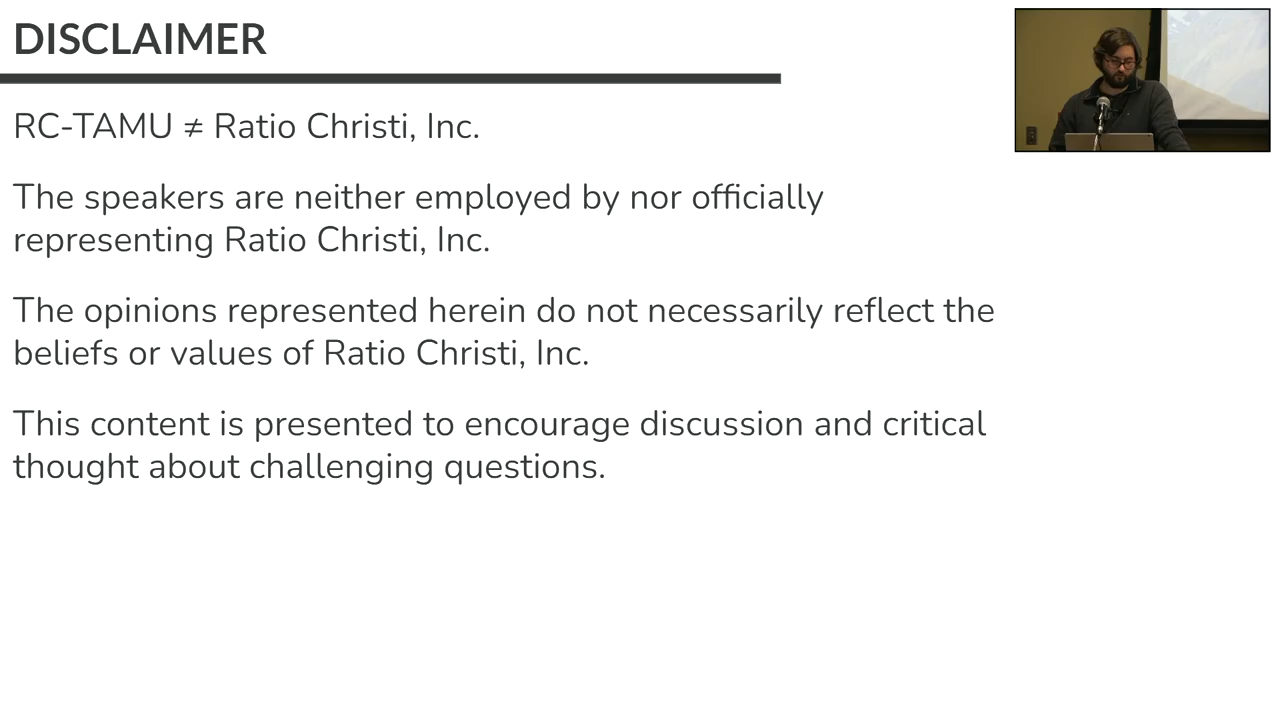 DISCLAIMER
RC-TAMU ≠ Ratio Christi, Inc.
The speakers are neither employed by nor officially
representing Ratio Christi, Inc.
The opinions represented herein do not necessarily reflect the
beliefs or values of Ratio Christi, Inc.
This content is presented to encourage discussion and critical
thought about challenging questions.